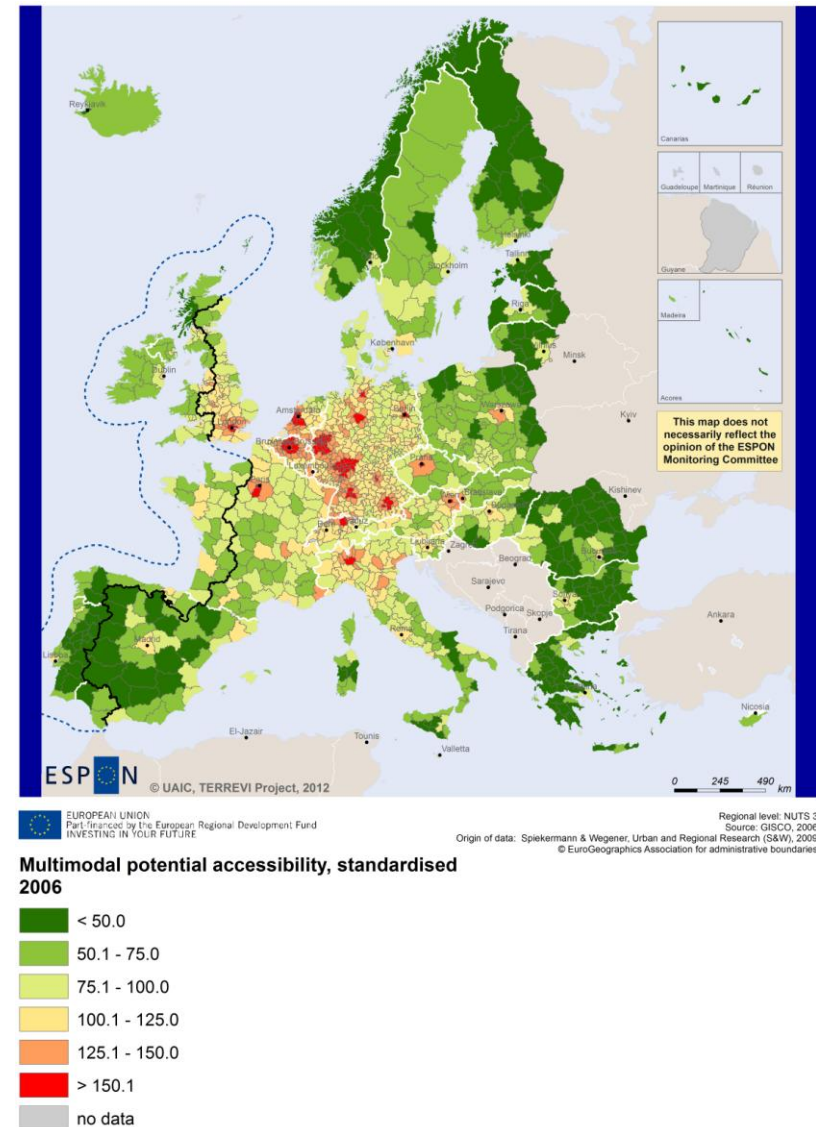 Reykjavik
Canarias
Guadeloupe
Martinique
Réunion
Guyane
Madeira
Acores
Helsinki
Tallinn
Stockholm
Riga
Vilnius
Minsk
København
Dublin
London
Amsterdam
Berlin
Warszawa
Kyiv
This map does not
necessarily reflect the
opinion of the ESPON
Monitoring Committee
Praha
Paris
Bratislava
Kishinev
Bern
Vaduz
Ljubljana
Zagreb
Beograd
Sarajevo
Podgorica
Skopje
Sofia
Tirana
Roma
Madrid
Ankara
Nicosia
El-Jazair
Tounis
Valletta
ESPON
© UAIC, TERREVI Project, 2012
0 245 490
km
EUROPEAN UNION
Part-financed by the European Regional Development Fund
INVESTING IN YOUR FUTURE
Regional level: NUTS 3
Source: GISCO, 2006
Origin of data: Spiekermann & Wegener, Urban and Regional Research (S&W), 2009
© EuroGeographics Association for administrative boundaries
Multimodal potential accessibility, standardised
2006
< 50.0
50.1 - 75.0
75.1 - 100.0
100.1 - 125.0
125.1 - 150.0
> 150.1
no data